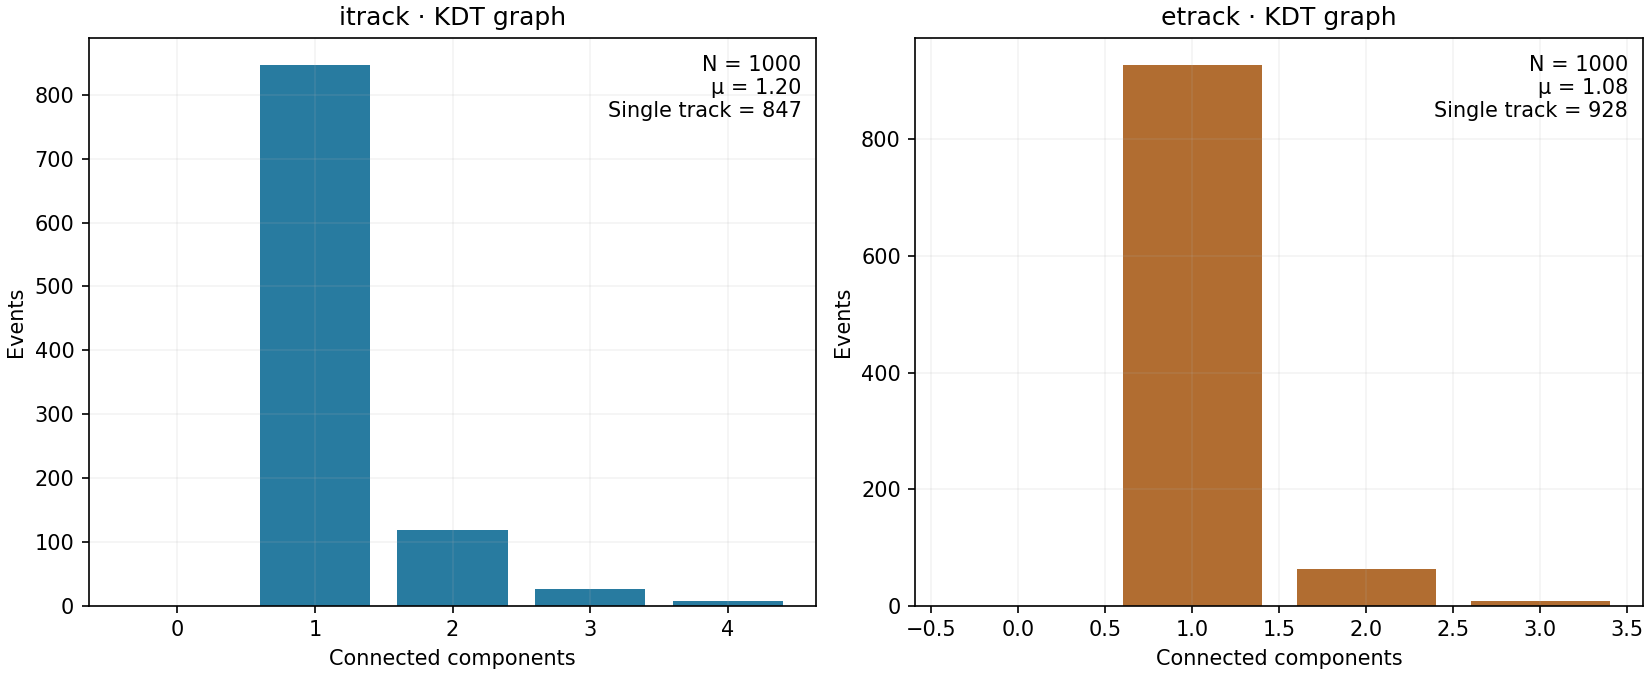 itrack · KDT graph
N = 1000
μ = 1.20
Single track = 847
Events
800
700
600
500
400
300
200
100
0
0 1 2 3 4
Connected components
etrack · KDT graph
N = 1000
μ = 1.08
Single track = 928
Events
800
600
400
200
0
−0.5 0.0 0.5 1.0 1.5 2.0 2.5 3.0 3.5
Connected components